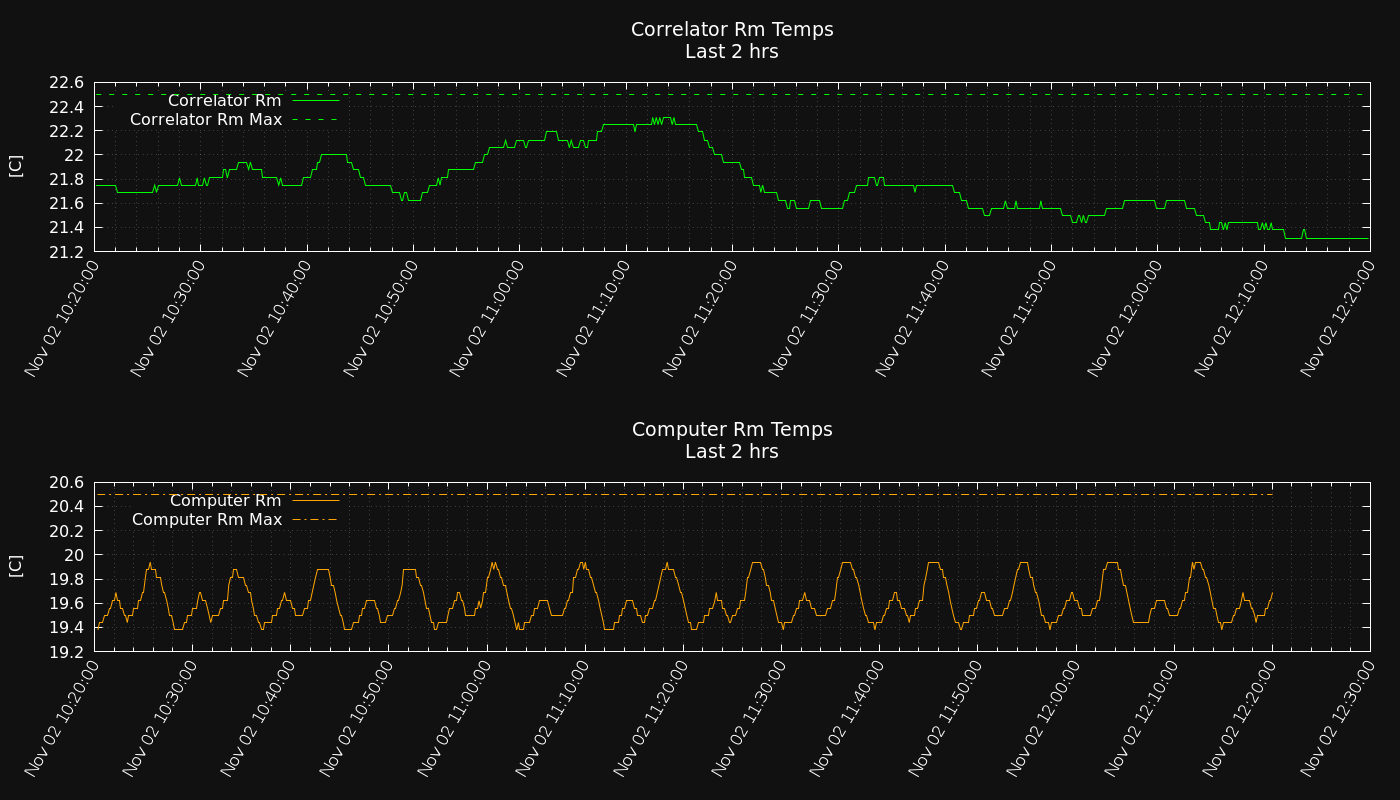 Correlator Rm Temps
Last 2 hrs
22.6
22.4
22.2
22
21.8
21.6
21.4
21.2
[C]
Correlator Rm
Correlator Rm Max
Nov 02 10:20:00
Nov 02 10:30:00
Nov 02 10:40:00
Nov 02 10:50:00
Nov 02 11:00:00
Nov 02 11:10:00
Nov 02 11:20:00
Nov 02 11:30:00
Nov 02 11:40:00
Nov 02 11:50:00
Nov 02 12:00:00
Nov 02 12:10:00
Nov 02 12:20:00
Computer Rm Temps
Last 2 hrs
20.6
20.4
20.2
20
19.8
19.6
19.4
19.2
[C]
Computer Rm
Computer Rm Max
Nov 02 10:20:00
Nov 02 10:30:00
Nov 02 10:40:00
Nov 02 10:50:00
Nov 02 11:00:00
Nov 02 11:10:00
Nov 02 11:20:00
Nov 02 11:30:00
Nov 02 11:40:00
Nov 02 11:50:00
Nov 02 12:00:00
Nov 02 12:10:00
Nov 02 12:20:00
Nov 02 12:30:00